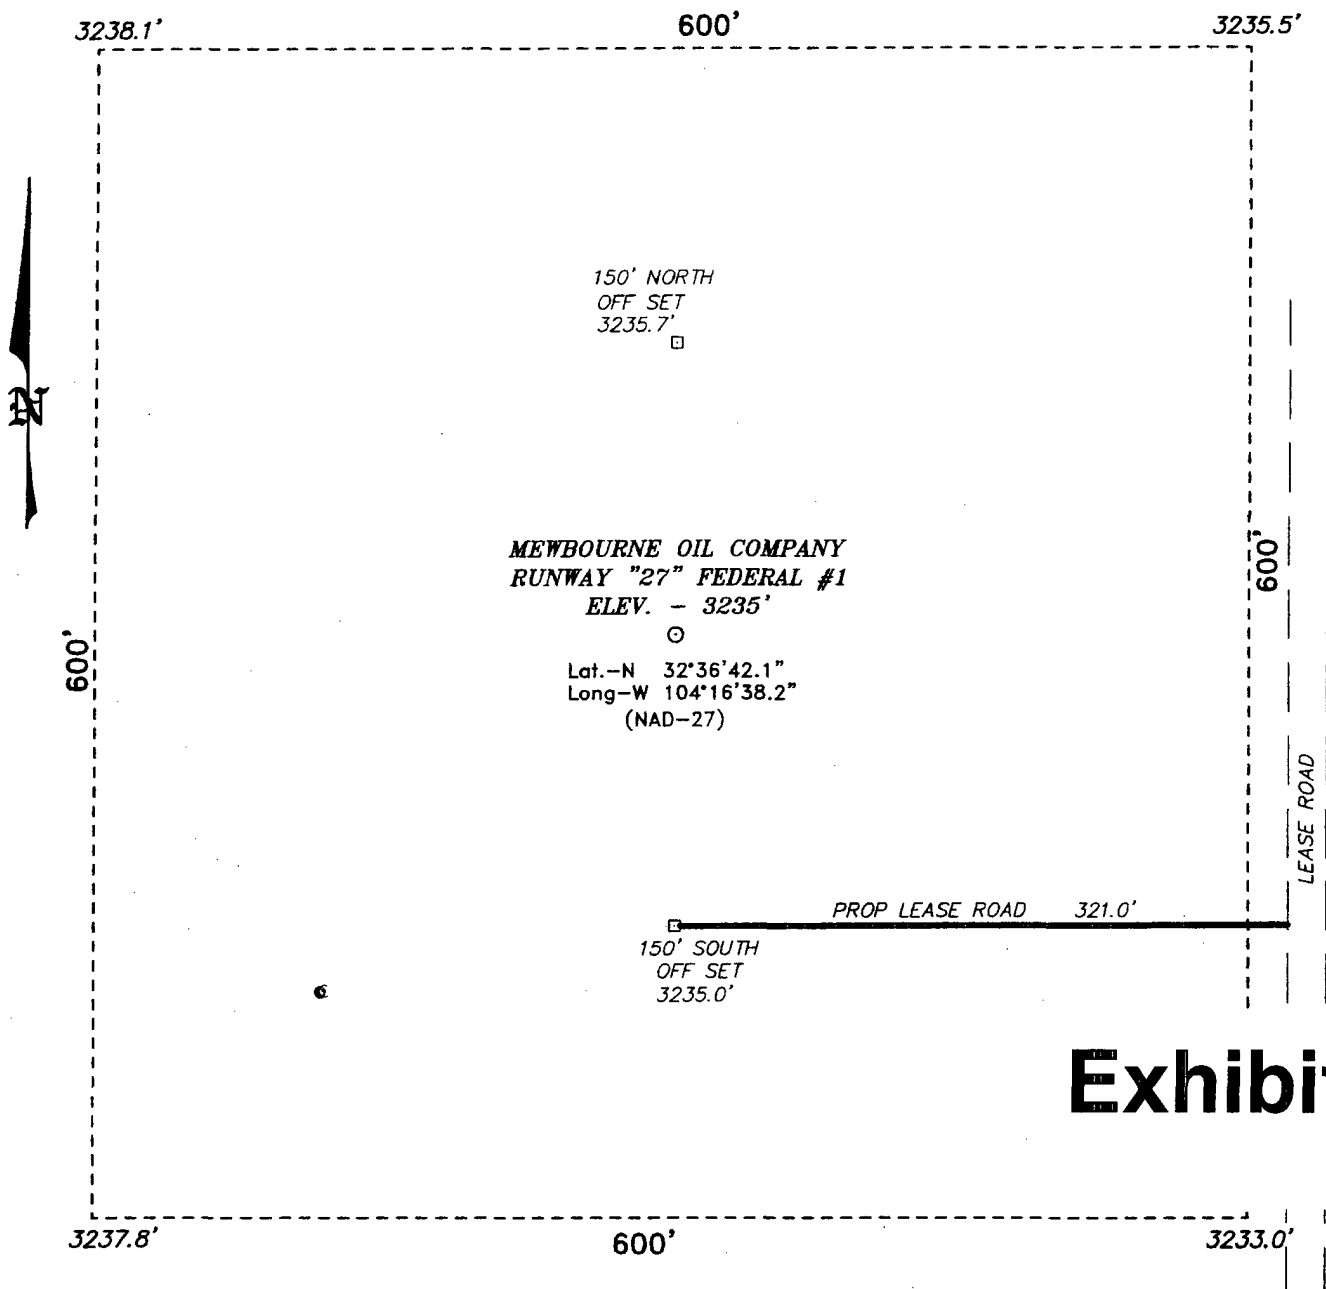 3238.1' 600' 3235.5'
150' NORTH
OFF SET
3235.7'
N
MEWBOURNE OIL COMPANY
RUNWAY "27" FEDERAL #1
ELEV. - 3235'
600'
600'
Lat.-N 32°36'42.1"
Long-W 104°16'38.2"
(NAD-27)
LEASE ROAD
PROP LEASE ROAD 321.0'
150' SOUTH
OFF SET
3235.0'
Exhibi
3237.8' 600' 3233.0'